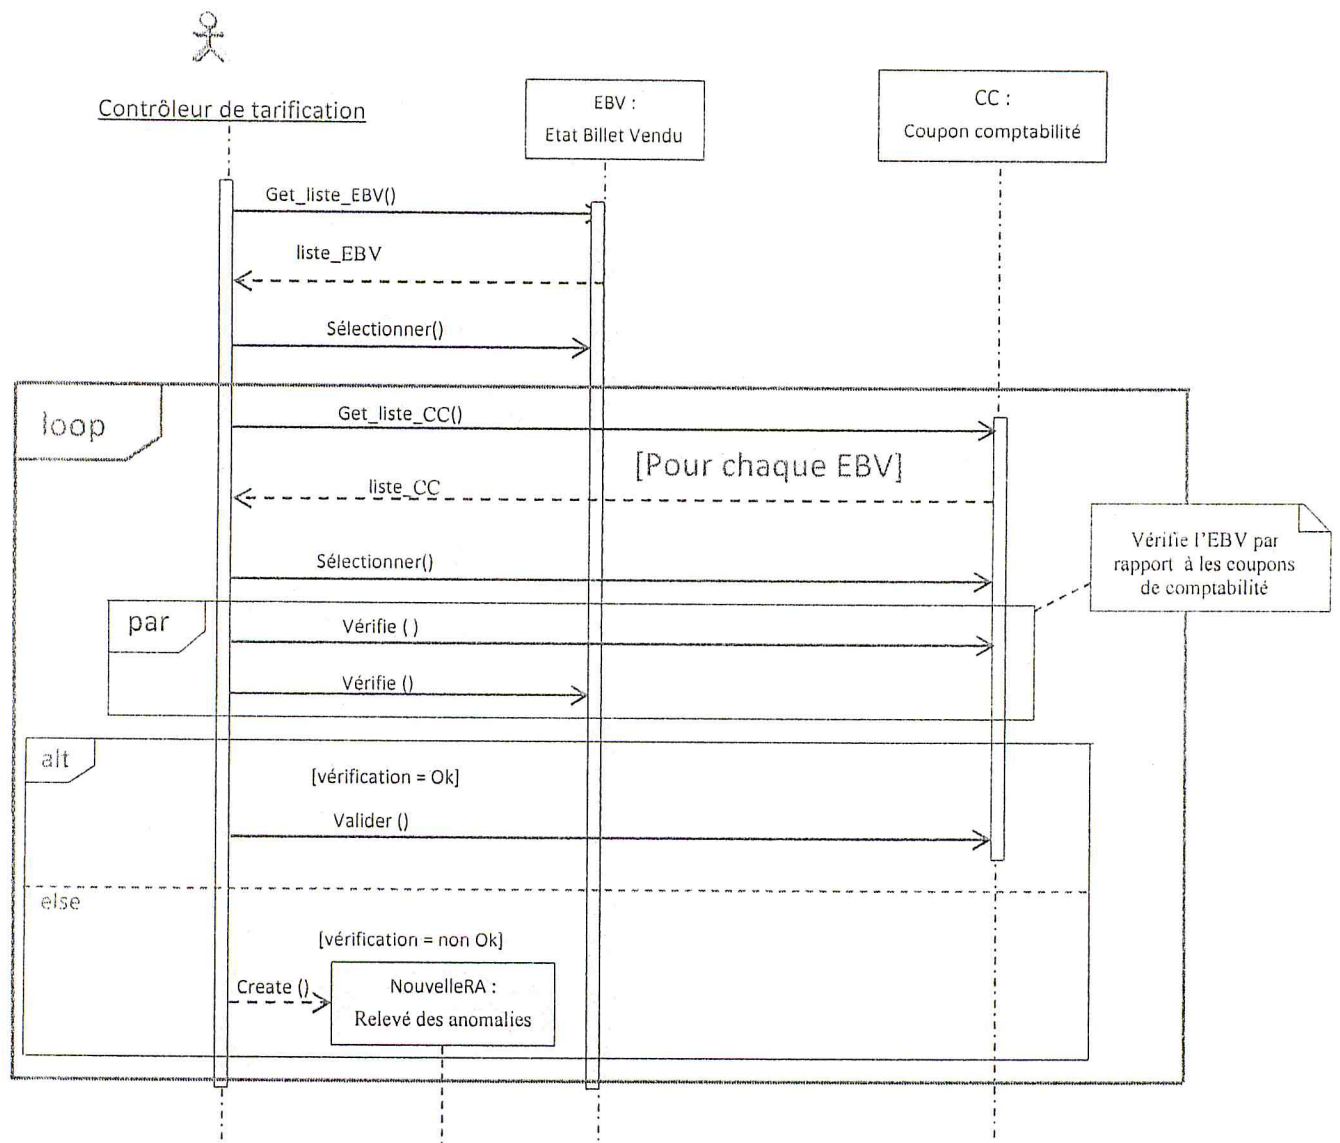 Contrôleur de tarification
EBV :
Etat Billet Vendu
CC :
Coupon comptabilité
Get_liste_EBV()
liste_EBV
Sélectionner()
loop
Get_liste_CC()
[Pour chaque EBV]
liste_CC
Vérifie l'EBV par
rapport à les coupons
de comptabilité
Sélectionner()
par
Vérifie ( )
Vérifie ()
alt
[vérification = Ok]
Valider ()
else
[vérification = non Ok]
Create ()
NouvelleRA :
Relevé des anomalies